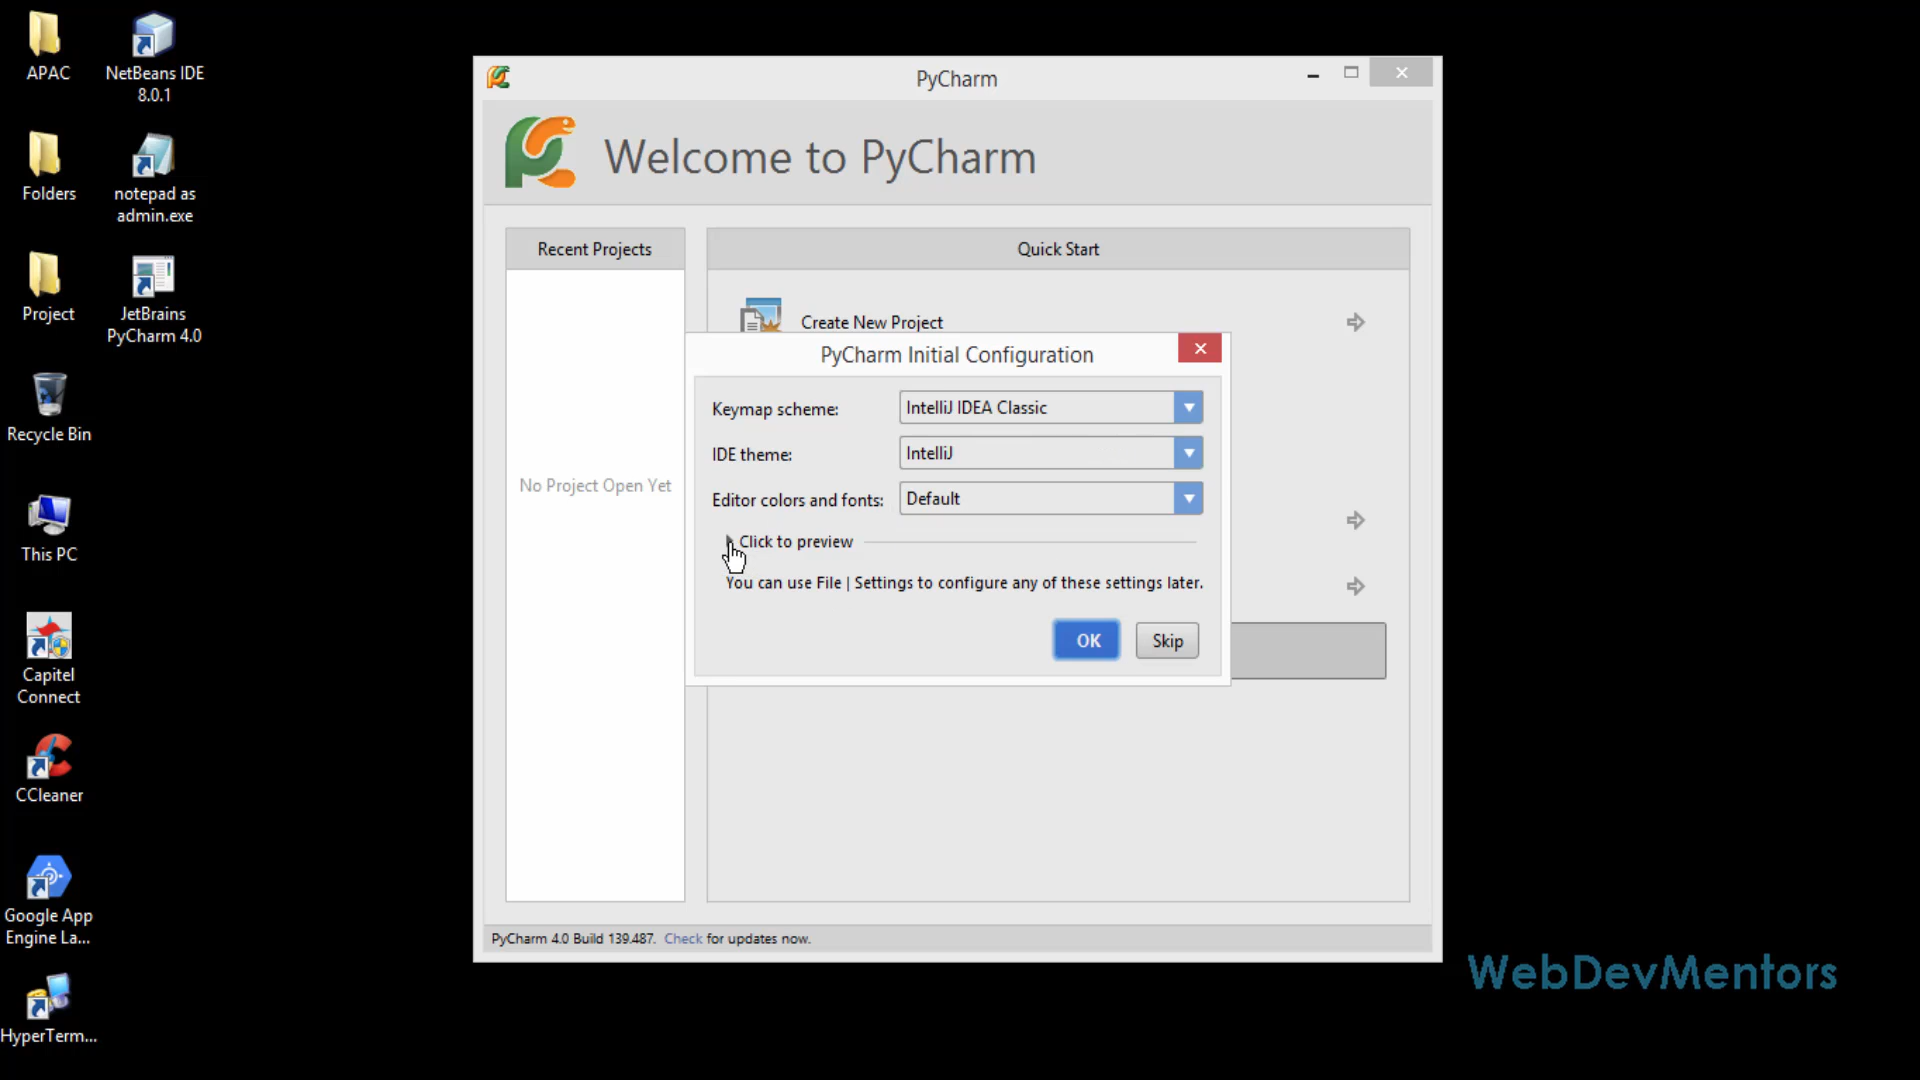 APAC
NetBeans IDE
8.0.1
Folders
notepad as
admin.exe
Project
JetBrains
PyCharm 4.0
Recycle Bin
This PC
Capitel
Connect
CCleaner
Google App
Engine La...
HyperTerm...
PyCharm
Welcome to PyCharm
Recent Projects
Quick Start
Create New Project
No Project Open Yet
PyCharm Initial Configuration
Keymap scheme: IntelliJ IDEA Classic
IDE theme: IntelliJ
Editor colors and fonts: Default
Click to preview
You can use File | Settings to configure any of these settings later.
OK Skip
PyCharm 4.0 Build 139.487. Check for updates now.
WebDevMentors